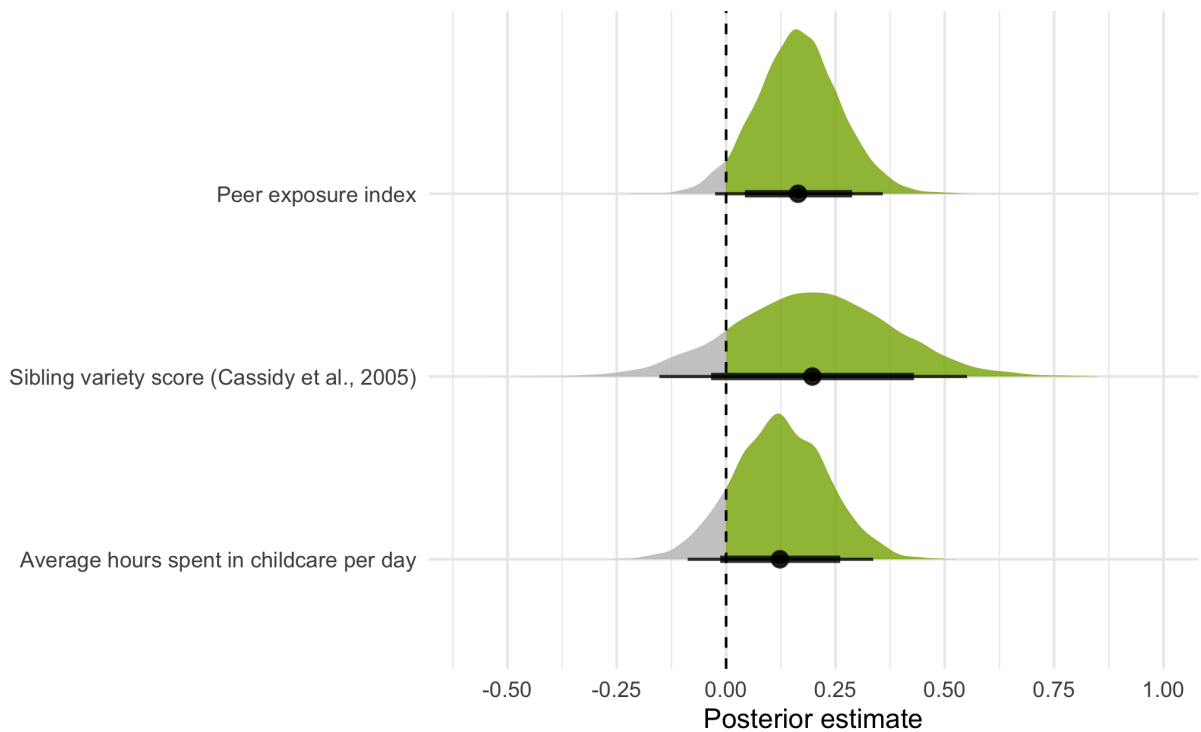 Peer exposure index
Sibling variety score (Cassidy et al., 2005)
Average hours spent in childcare per day
-0.50 -0.25 0.00 0.25 0.50 0.75 1.00
Posterior estimate